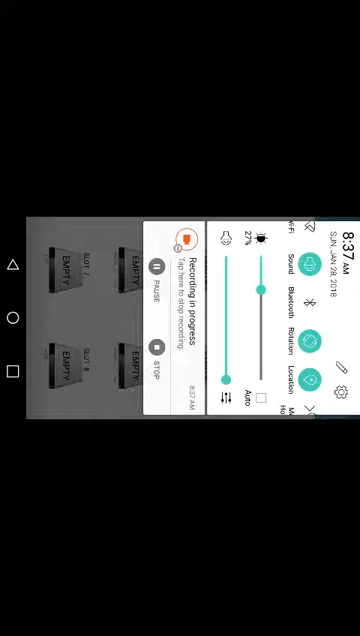 8:37 AM
SUN, JAN 28, 2018
Wi-Fi
Sound
Bluetooth
Rotation
Location
27%
Auto
Recording in progress
8:37 AM
Tap here to stop recording.
PAUSE
STOP
SLOT 7
SLOT 8
EMPTY
EMPTY
EMPTY
EMPTY